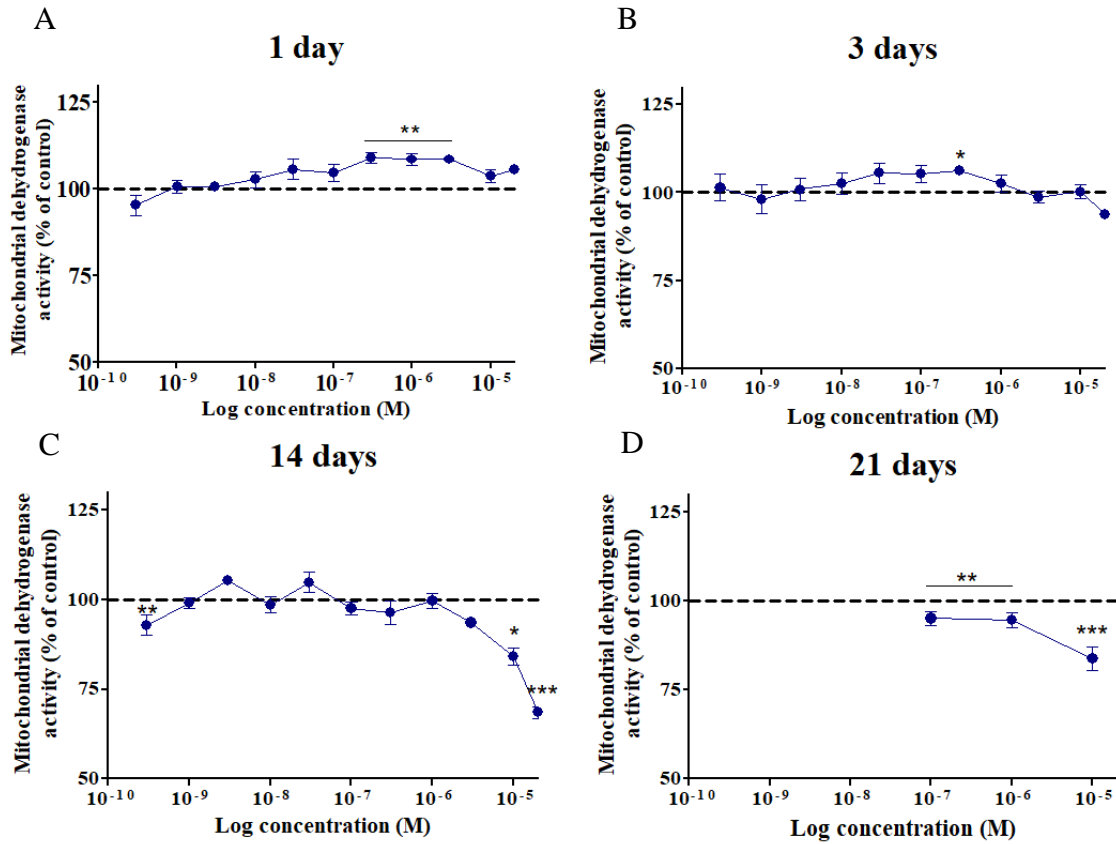 A
1 day
Mitochondrial dehydrogenase
activity (% of control)
125
100
75
50
**
10⁻¹⁰ 10⁻⁹ 10⁻⁸ 10⁻⁷ 10⁻⁶ 10⁻⁵
Log concentration (M)
B
3 days
Mitochondrial dehydrogenase
activity (% of control)
125
100
75
50
*
10⁻¹⁰ 10⁻⁹ 10⁻⁸ 10⁻⁷ 10⁻⁶ 10⁻⁵
Log concentration (M)
C
14 days
Mitochondrial dehydrogenase
activity (% of control)
125
100
75
50
**
*
***
10⁻¹⁰ 10⁻⁹ 10⁻⁸ 10⁻⁷ 10⁻⁶ 10⁻⁵
Log concentration (M)
D
21 days
Mitochondrial dehydrogenase
activity (% of control)
125
100
75
50
**
***
10⁻¹⁰ 10⁻⁹ 10⁻⁸ 10⁻⁷ 10⁻⁶ 10⁻⁵
Log concentration (M)